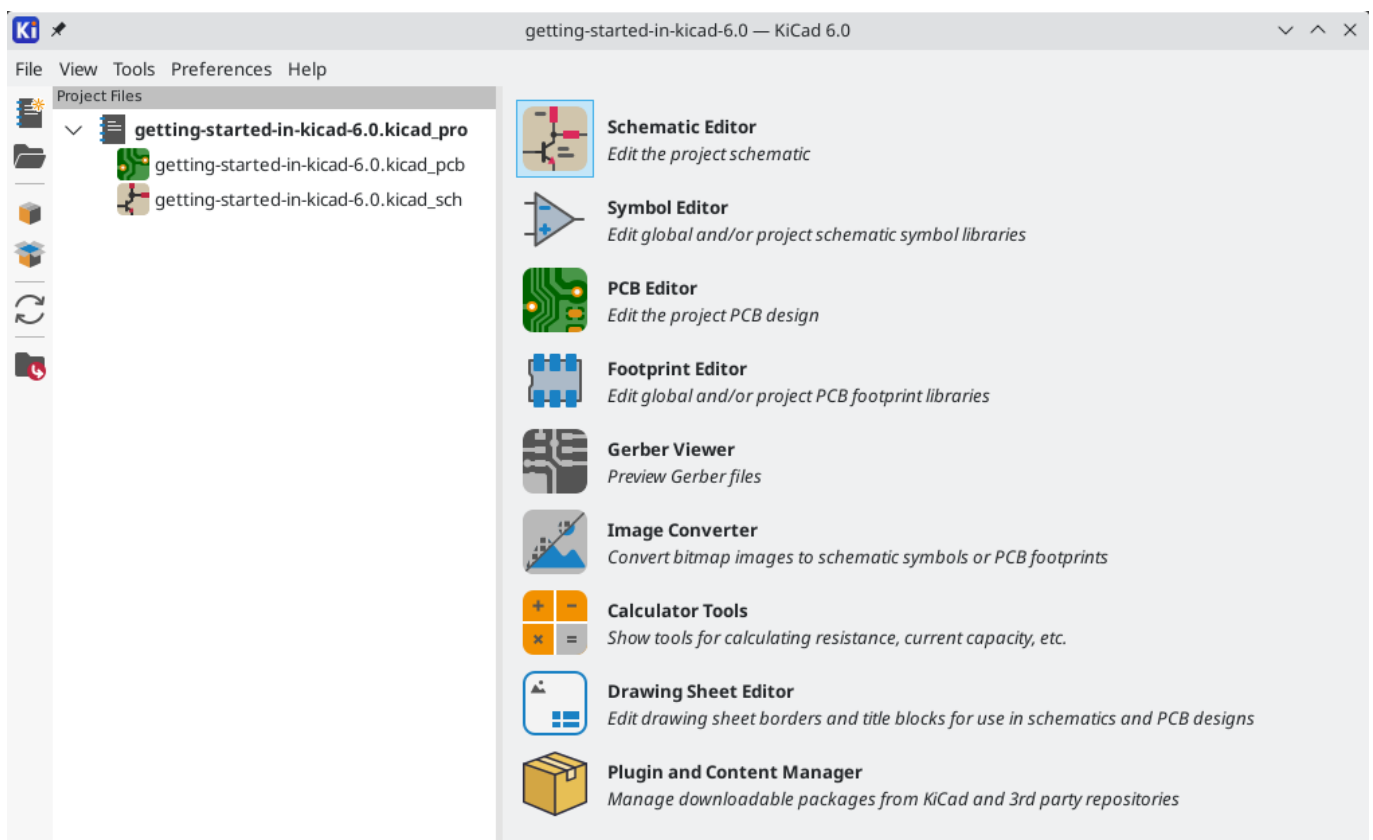 Ki
getting-started-in-kicad-6.0 — KiCad 6.0
File View Tools Preferences Help
Project Files
getting-started-in-kicad-6.0.kicad_pro
getting-started-in-kicad-6.0.kicad_pcb
getting-started-in-kicad-6.0.kicad_sch
Schematic Editor
Edit the project schematic
Symbol Editor
Edit global and/or project schematic symbol libraries
PCB Editor
Edit the project PCB design
Footprint Editor
Edit global and/or project PCB footprint libraries
Gerber Viewer
Preview Gerber files
Image Converter
Convert bitmap images to schematic symbols or PCB footprints
Calculator Tools
Show tools for calculating resistance, current capacity, etc.
Drawing Sheet Editor
Edit drawing sheet borders and title blocks for use in schematics and PCB designs
Plugin and Content Manager
Manage downloadable packages from KiCad and 3rd party repositories